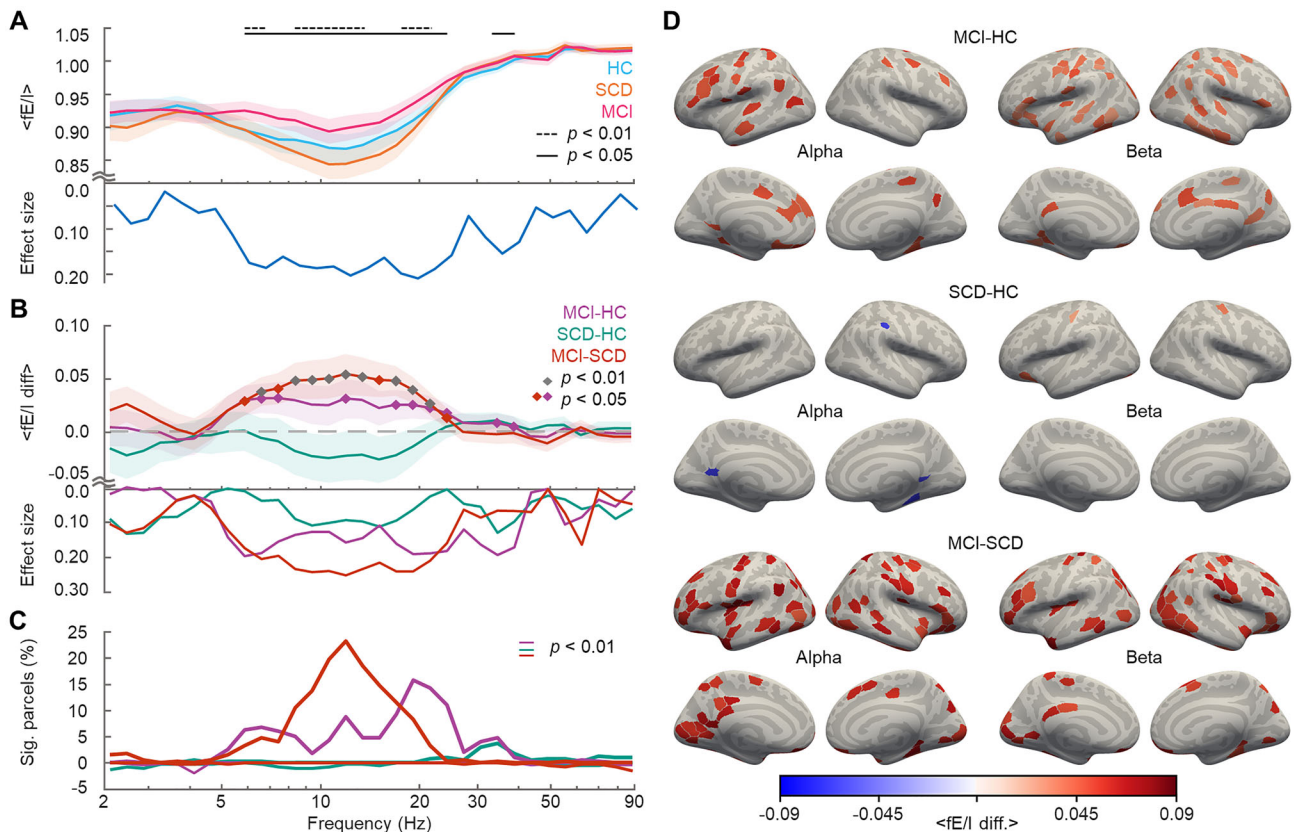 A
1.05
1.00
0.95
0.90
0.85
<fE/I>
HC
SCD
MCI
p < 0.01
p < 0.05
0.0
0.10
0.20
Effect size
B
0.10
0.05
0.0
-0.05
<fE/I diff>
MCI-HC
SCD-HC
MCI-SCD
p < 0.01
p < 0.05
0.0
0.10
0.20
0.30
Effect size
C
25
20
15
10
5
0
-5
Sig. parcels (%)
p < 0.01
2
5
10
20
30
50
90
Frequency (Hz)
D
MCI-HC
Alpha
Beta
SCD-HC
Alpha
Beta
MCI-SCD
Alpha
Beta
-0.09
-0.045
<fE/I diff.>
0.045
0.09